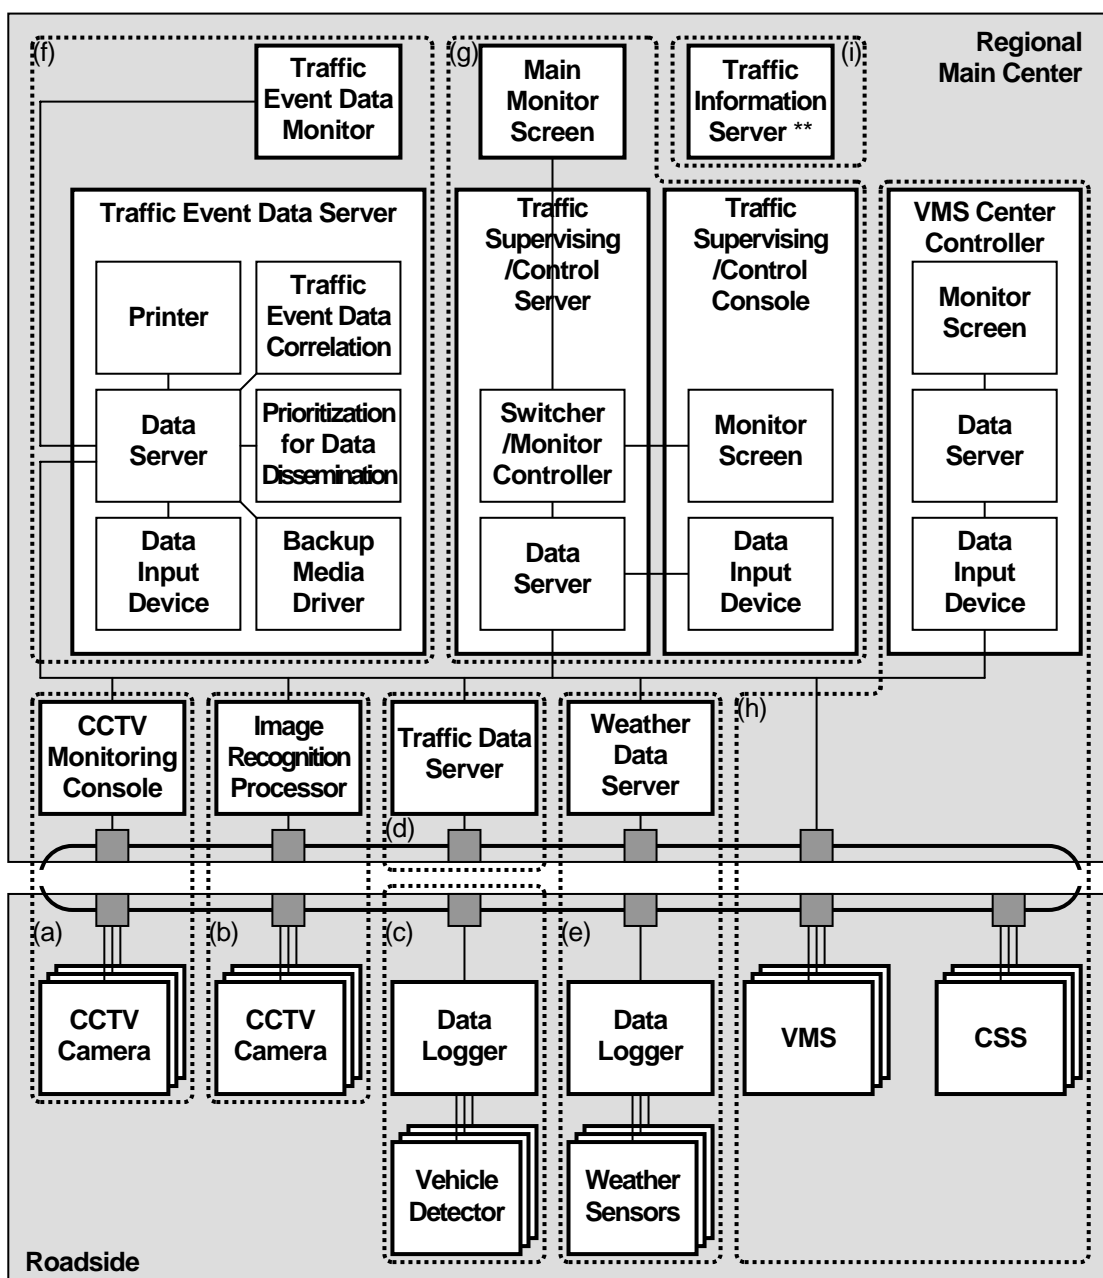 Regional
Main Center
(f)
Traffic
Event Data
Monitor
(g)
Main
Monitor
Screen
Traffic
Information
Server **
(i)
Traffic Event Data Server
Printer
Traffic
Event Data
Correlation
Data
Server
Prioritization
for Data
Dissemination
Data
Input
Device
Backup
Media
Driver
Traffic
Supervising
/Control
Server
Switcher
/Monitor
Controller
Data
Server
Traffic
Supervising
/Control
Console
Monitor
Screen
Data
Input
Device
VMS Center
Controller
Monitor
Screen
Data
Server
Data
Input
Device
CCTV
Monitoring
Console
Image
Recognition
Processor
Traffic Data
Server
(d)
Weather
Data
Server
(h)
(a)
CCTV
Camera
(b)
CCTV
Camera
(c)
Data
Logger
Vehicle
Detector
(e)
Data
Logger
Weather
Sensors
VMS
CSS
Roadside